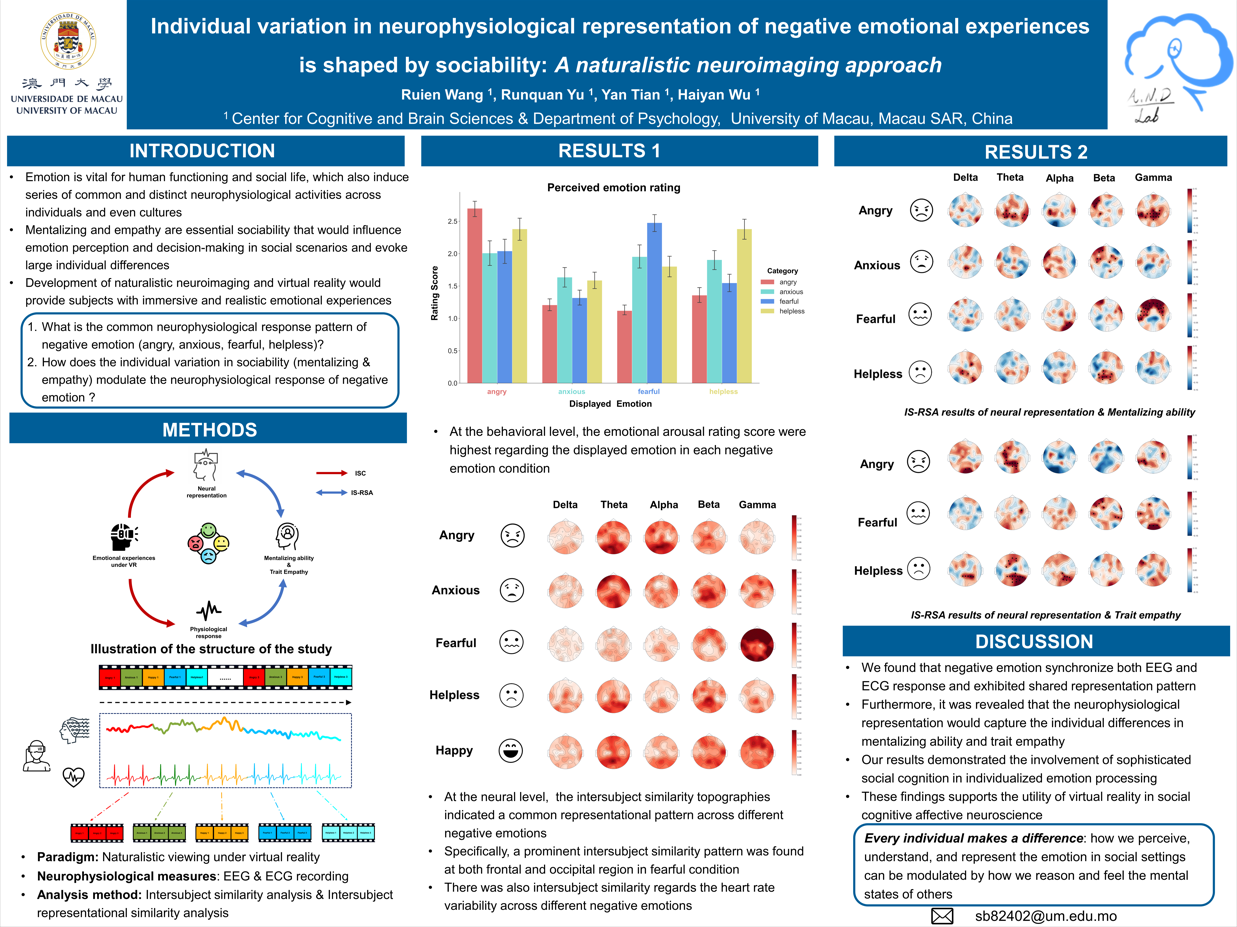 Individual variation in neurophysiological representation of negative emotional experiences
is shaped by sociability: A naturalistic neuroimaging approach
Ruien Wang 1, Runquan Yu 1, Yan Tian 1, Haiyan Wu 1
1 Center for Cognitive and Brain Sciences & Department of Psychology, University of Macau, Macau SAR, China
澳門大學
UNIVERSIDADE DE MACAU
UNIVERSITY OF MACAU
A.N.D
Lab
INTRODUCTION
• Emotion is vital for human functioning and social life, which also induce
series of common and distinct neurophysiological activities across
individuals and even cultures
• Mentalizing and empathy are essential sociability that would influence
emotion perception and decision-making in social scenarios and evoke
large individual differences
• Development of naturalistic neuroimaging and virtual reality would
provide subjects with immersive and realistic emotional experiences
1. What is the common neurophysiological response pattern of
negative emotion (angry, anxious, fearful, helpless)?
2. How does the individual variation in sociability (mentalizing &
empathy) modulate the neurophysiological response of negative
emotion ?
METHODS
Neural
representation
ISC
IS-RSA
Emotional experiences
under VR
Mentalizing ability
&
Trait Empathy
Physiological
response
Illustration of the structure of the study
......
• Paradigm: Naturalistic viewing under virtual reality
• Neurophysiological measures: EEG & ECG recording
• Analysis method: Intersubject similarity analysis & Intersubject
representational similarity analysis
RESULTS 1
Perceived emotion rating
Rating Score
2.5
2.0
1.5
1.0
0.5
0.0
angry anxious fearful helpless
Displayed Emotion
Category
angry
anxious
fearful
helpless
• At the behavioral level, the emotional arousal rating score were
highest regarding the displayed emotion in each negative
emotion condition
Delta Theta Alpha Beta Gamma
Angry
Anxious
Fearful
Helpless
Happy
• At the neural level, the intersubject similarity topographies
indicated a common representational pattern across different
negative emotions
• Specifically, a prominent intersubject similarity pattern was found
at both frontal and occipital region in fearful condition
• There was also intersubject similarity regards the heart rate
variability across different negative emotions
RESULTS 2
Delta Theta Alpha Beta Gamma
Angry
Anxious
Fearful
Helpless
IS-RSA results of neural representation & Mentalizing ability
Angry
Fearful
Helpless
IS-RSA results of neural representation & Trait empathy
DISCUSSION
• We found that negative emotion synchronize both EEG and
ECG response and exhibited shared representation pattern
• Furthermore, it was revealed that the neurophysiological
representation would capture the individual differences in
mentalizing ability and trait empathy
• Our results demonstrated the involvement of sophisticated
social cognition in individualized emotion processing
• These findings supports the utility of virtual reality in social
cognitive affective neuroscience
Every individual makes a difference: how we perceive,
understand, and represent the emotion in social settings
can be modulated by how we reason and feel the mental
states of others
sb82402@um.edu.mo